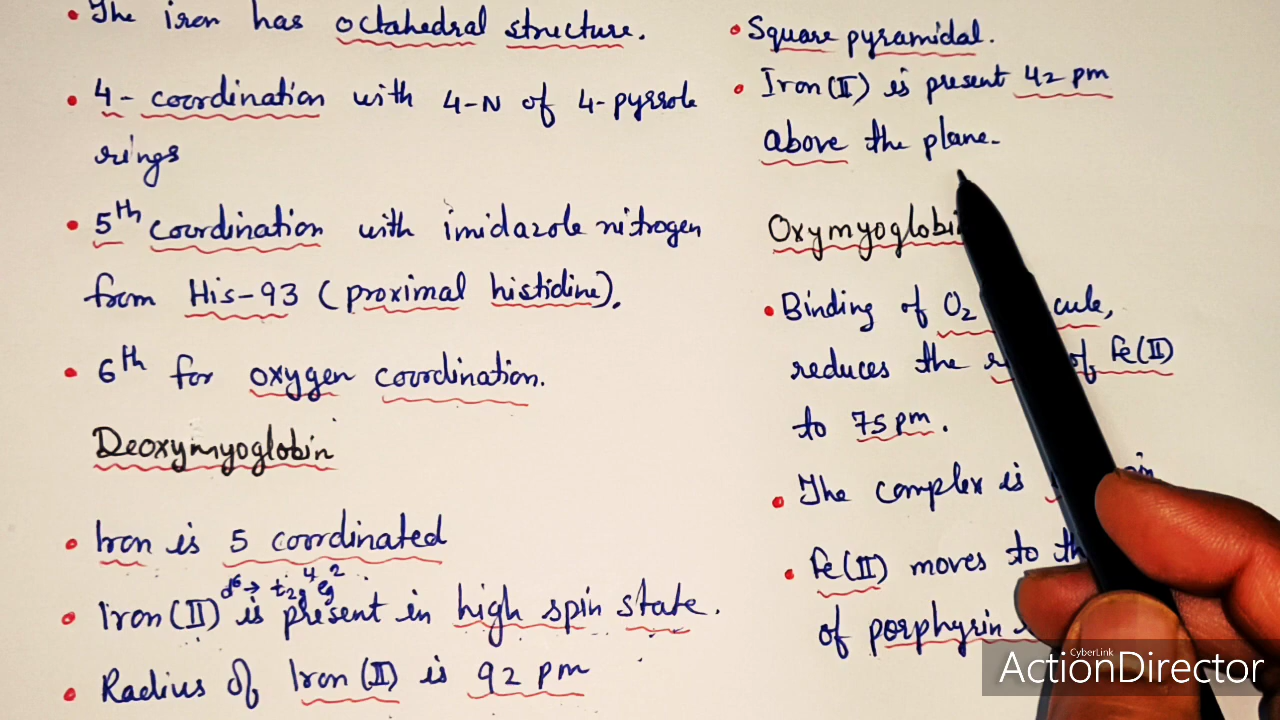 • The iron has octahedral structure.
• 4-coordination with 4-N of 4-pyrrole
rings
• 5th coordination with imidazole nitrogen
from His-93 (proximal histidine).
• 6th for oxygen coordination.
Deoxymyoglobin
• Iron is 5 coordinated
d6 → t2g4 eg2
• Iron(II) is present in high spin state.
• Radius of Iron(II) is 92 pm
• Square pyramidal.
• Iron(II) is present 42 pm
above the plane.
• Binding of O2
reduces the of Fe(II)
to 75 pm.
• The complex is
• Fe(II) moves to
of porphyrin
CyberLink
ActionDirector